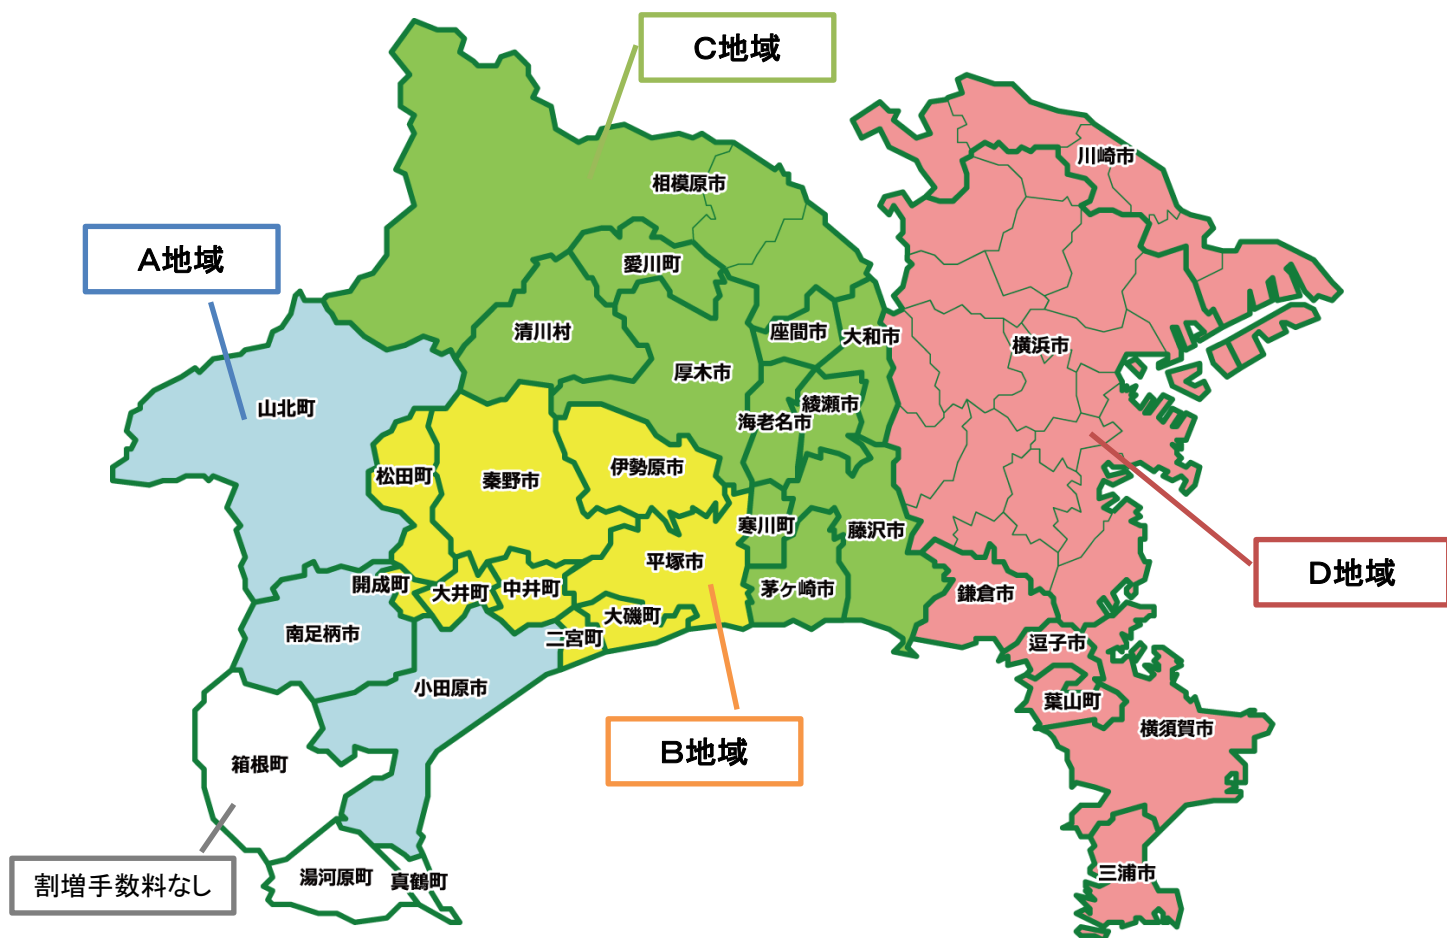 C地域
川崎市
相模原市
A地域
愛川町
清川村
座間市
大和市
横浜市
厚木市
山北町
綾瀬市
海老名市
松田町
秦野市
伊勢原市
寒川町
藤沢市
平塚市
D地域
開成町
大井町
中井町
茅ヶ崎市
鎌倉市
大磯町
南足柄市
二宮町
逗子市
小田原市
葉山町
横須賀市
B地域
箱根町
割増手数料なし
湯河原町
真鶴町
三浦市